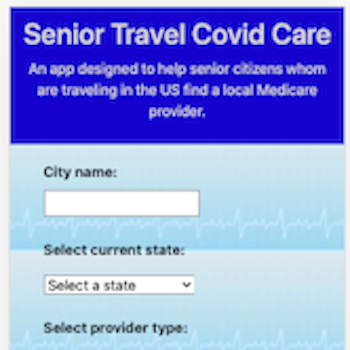 Senior Travel Covid Care
An app designed to help senior citizens whom
are traveling in the US find a local Medicare
provider.
City name:
Select current state:
Select a state
Select provider type: